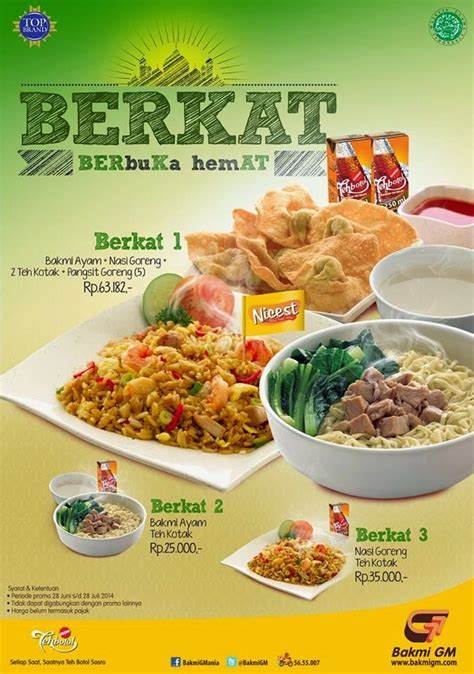 TOP
BRAND
BERKAT
BERbuKa hemAT
Tehbotol
250 ml
Berkat 1
Bakmi Ayam • Nasi Goreng •
2 Teh Kotak • Pangsit Goreng (5)
Rp.63.182,-
Nicest
Berkat 2
Bakmi Ayam
Teh Kotak
Rp.25.000,-
Berkat 3
Nasi Goreng
Teh Kotak
Rp.35.000,-
Syarat & Ketentuan
• Periode promo 28 Juni s/d 28 Juli 2014
• Tidak dapat digabungkan dengan promo lainnya
• Harga belum termasuk pajak
Tehbotol
Setiap Saat, Saatnya Teh Botol Sosro
BakmiGMania
@BakmiGM
56.55.007
Bakmi GM
www.bakmigm.com